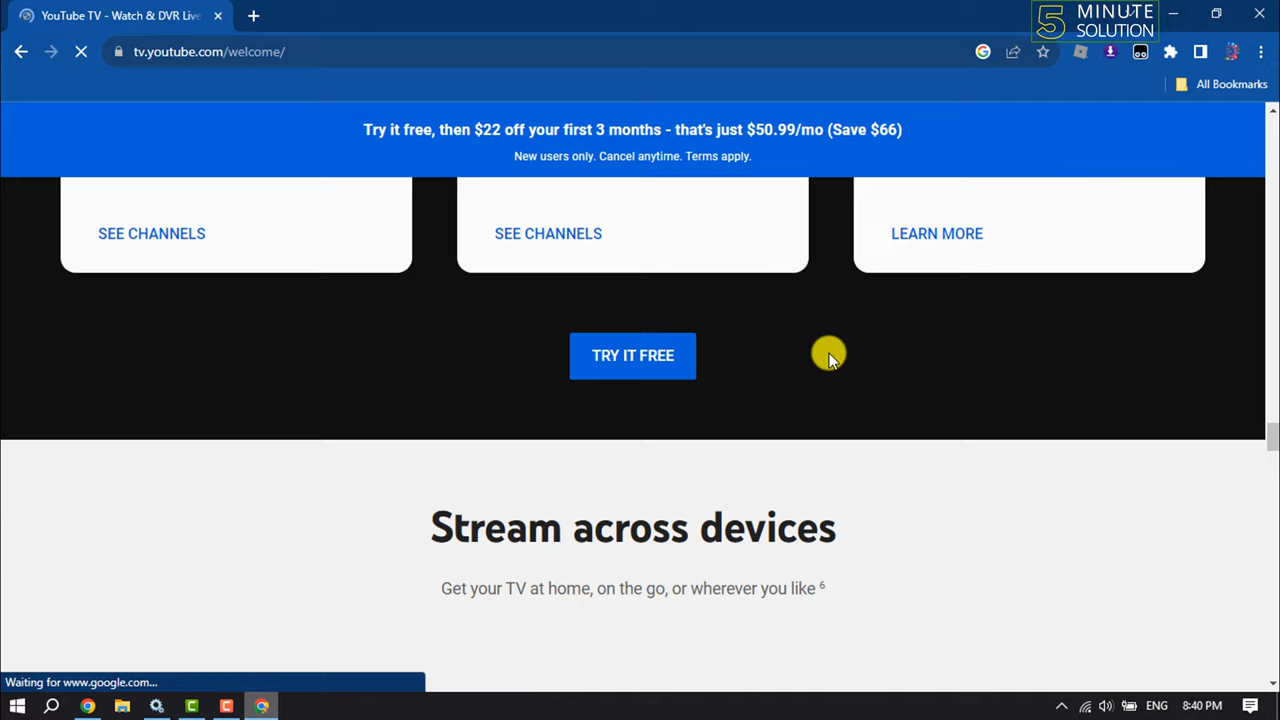 YouTube TV - Watch & DVR Live
5 MINUTE
SOLUTION
tv.youtube.com/welcome/
All Bookmarks
Try it free, then $22 off your first 3 months - that's just $50.99/mo (Save $66)
New users only. Cancel anytime. Terms apply.
SEE CHANNELS
SEE CHANNELS
LEARN MORE
TRY IT FREE
Stream across devices
Get your TV at home, on the go, or wherever you like 6
Waiting for www.google.com...
ENG
8:40 PM